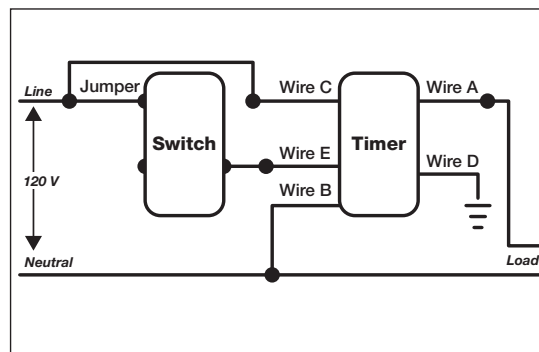 Line
Jumper
Wire C
Wire A
Switch
Wire E
Timer
Wire D
Wire B
120 V
Neutral
Load